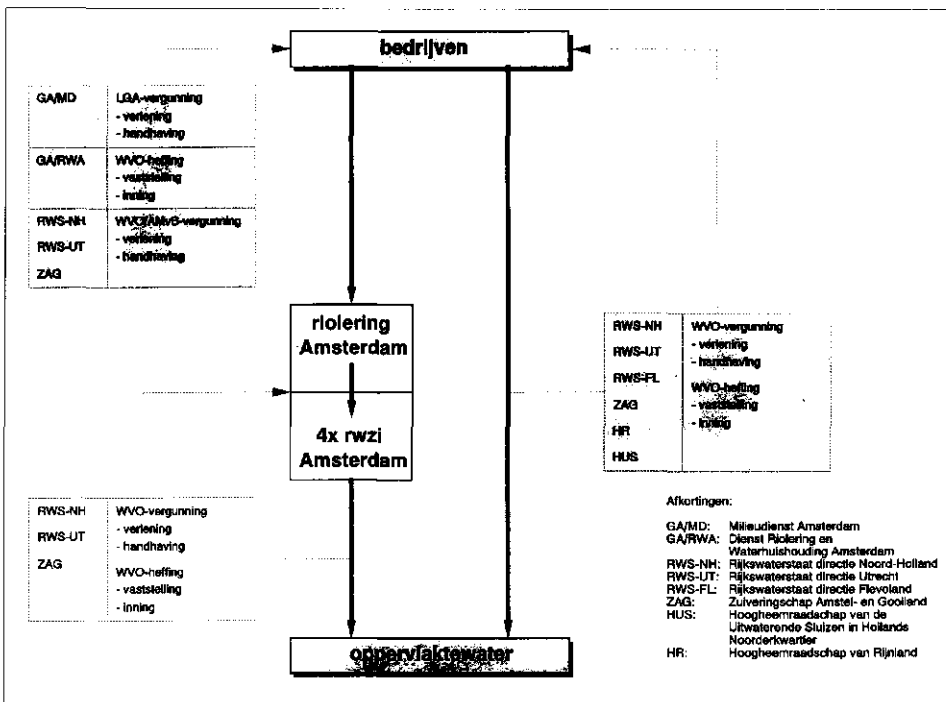 bedrijven
GA/MD LGA-vergunning
- verlening
- handhaving
GA/RWA WVO-heffing
- vaststelling
- inning
RWS-NH WVO/AMvB-vergunning
RWS-UT - verlening
- handhaving
ZAG
riolering
Amsterdam
4x rwzi
Amsterdam
RWS-NH WVO-vergunning
RWS-UT - verlening
- handhaving
RWS-FL
WVO-heffing
ZAG - vaststelling
HR - inning
HUS
RWS-NH WVO-vergunning
- verlening
RWS-UT - handhaving
ZAG
WVO-heffing
- vaststelling
- inning
Afkortingen:
GA/MD: Milieudienst Amsterdam
GA/RWA: Dienst Riolering en
Waterhuishouding Amsterdam
RWS-NH: Rijkswaterstaat directie Noord-Holland
RWS-UT: Rijkswaterstaat directie Utrecht
RWS-FL: Rijkswaterstaat directie Flevoland
ZAG: Zuiveringschap Amstel- en Gooiland
HUS: Hoogheemraadschap van de
Uitwaterende Sluizen in Hollands
Noorderkwartier
HR: Hoogheemraadschap van Rijnland
oppervlaktewater